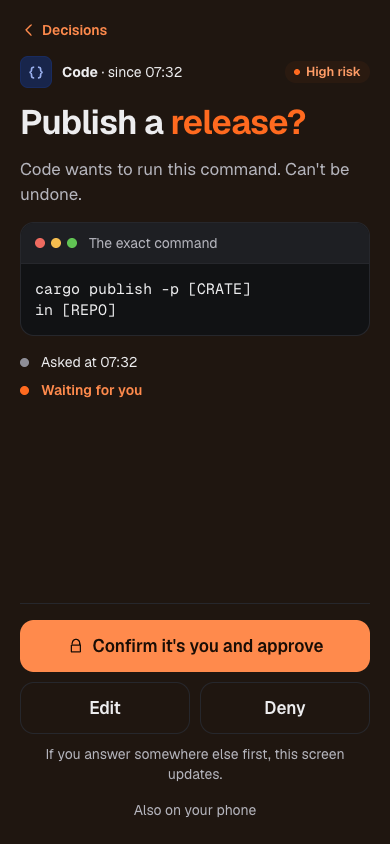 Decisions
{} Code · since 07:32
High risk
Publish a release?
Code wants to run this command. Can't be
undone.
The exact command
cargo publish -p [CRATE]
in [REPO]
Asked at 07:32
Waiting for you
Confirm it's you and approve
Edit
Deny
If you answer somewhere else first, this screen
updates.
Also on your phone